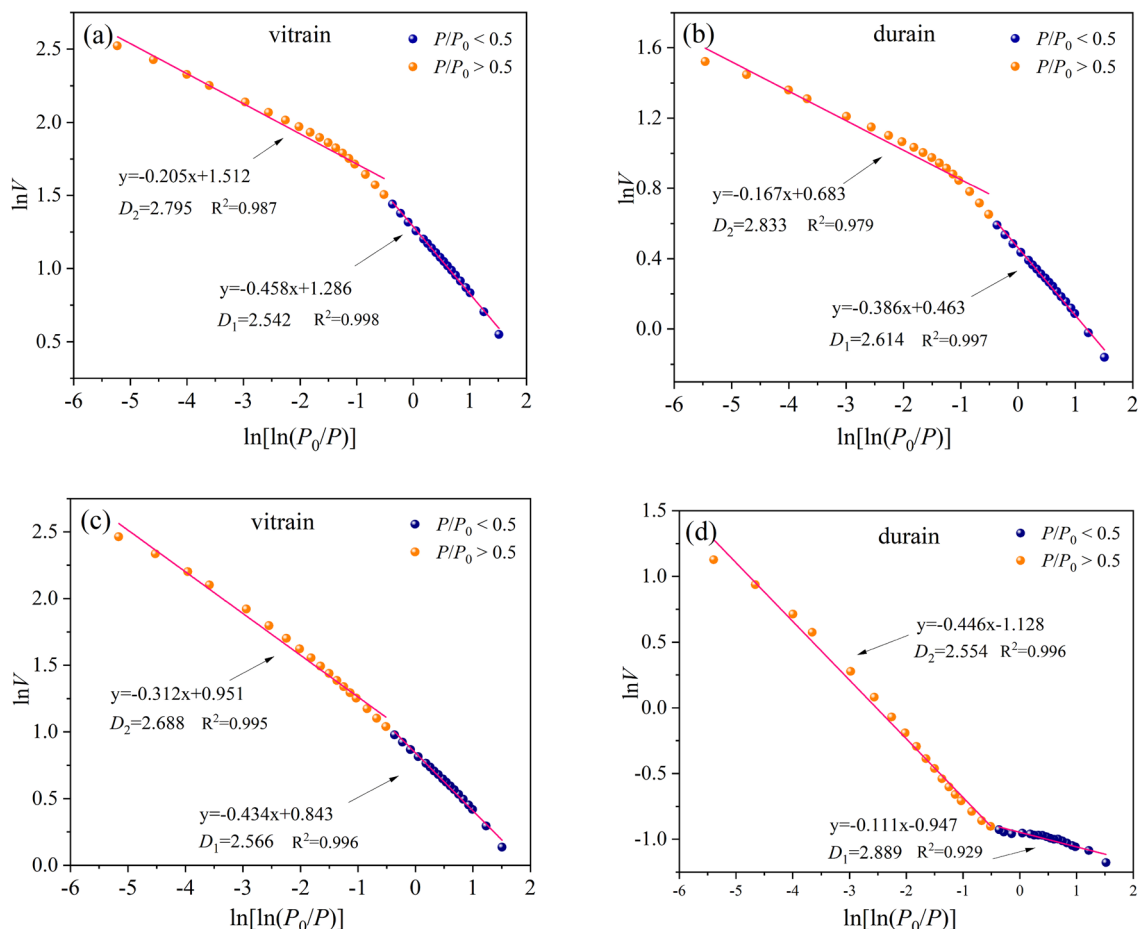 (a) vitrain
P/P0 < 0.5
P/P0 > 0.5
2.5
2.0
1.5
1.0
0.5
lnV
y=-0.205x+1.512
D2=2.795 R2=0.987
y=-0.458x+1.286
D1=2.542 R2=0.998
-6 -5 -4 -3 -2 -1 0 1 2
ln[ln(P0/P)]
(b) durain
P/P0 < 0.5
P/P0 > 0.5
1.6
1.2
0.8
0.4
0.0
lnV
y=-0.167x+0.683
D2=2.833 R2=0.979
y=-0.386x+0.463
D1=2.614 R2=0.997
-6 -5 -4 -3 -2 -1 0 1 2
ln[ln(P0/P)]
(c) vitrain
P/P0 < 0.5
P/P0 > 0.5
2.5
2.0
1.5
1.0
0.5
0.0
lnV
y=-0.312x+0.951
D2=2.688 R2=0.995
y=-0.434x+0.843
D1=2.566 R2=0.996
-6 -5 -4 -3 -2 -1 0 1 2
ln[ln(P0/P)]
(d) durain
P/P0 < 0.5
P/P0 > 0.5
1.5
1.0
0.5
0.0
-0.5
-1.0
lnV
y=-0.446x-1.128
D2=2.554 R2=0.996
y=-0.111x-0.947
D1=2.889 R2=0.929
-6 -5 -4 -3 -2 -1 0 1 2
ln[ln(P0/P)]